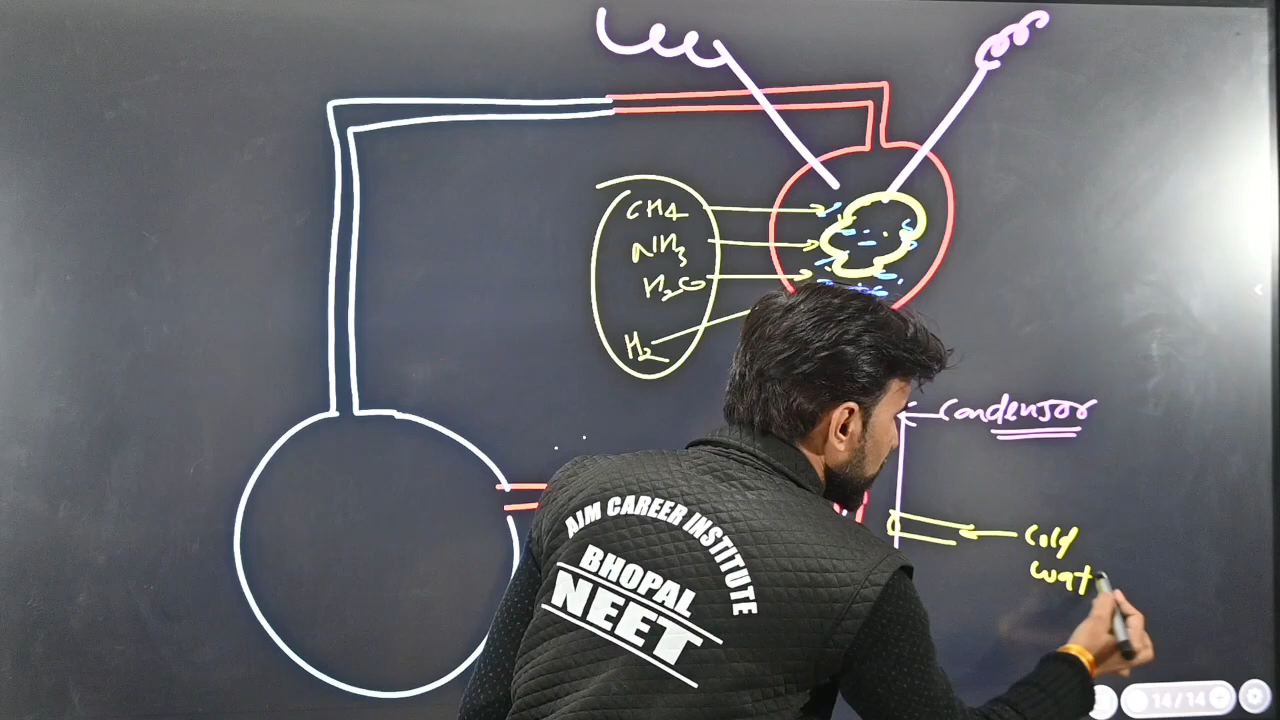 CH4
NH3
H2O
H2
Condensor
Cold
wat
AIM CAREER INSTITUTE
BHOPAL
NEET
14/14